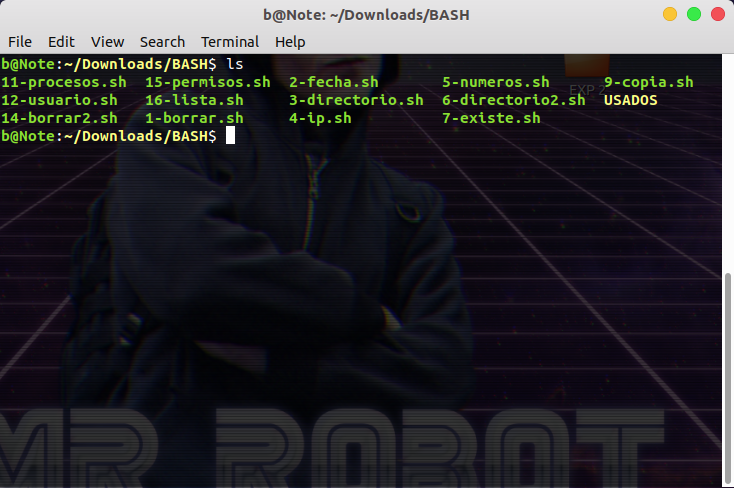 b@Note: ~/Downloads/BASH
File Edit View Search Terminal Help
b@Note:~/Downloads/BASH$ ls
11-procesos.sh 15-permisos.sh 2-fecha.sh 5-numeros.sh 9-copia.sh
12-usuario.sh 16-lista.sh 3-directorio.sh 6-directorio2.sh USADOS
14-borrar2.sh 1-borrar.sh 4-ip.sh 7-existe.sh
b@Note:~/Downloads/BASH$
EXP 2
MR ROBOT